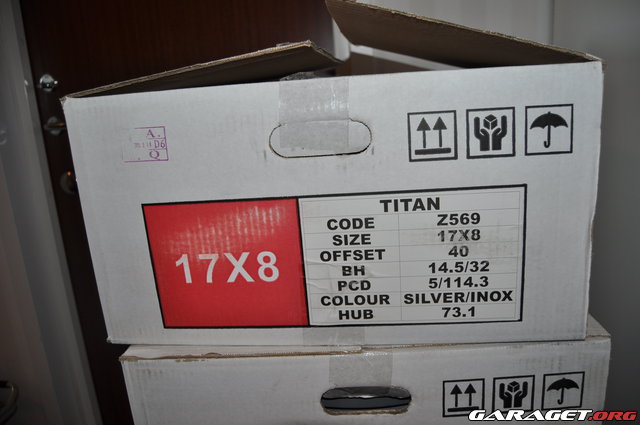 A.
D6
Q
TITAN
CODE Z569
SIZE 17X8
OFFSET 40
BH 14.5/32
PCD 5/114.3
COLOUR SILVER/INOX
HUB 73.1
17X8
GARAGET.ORG